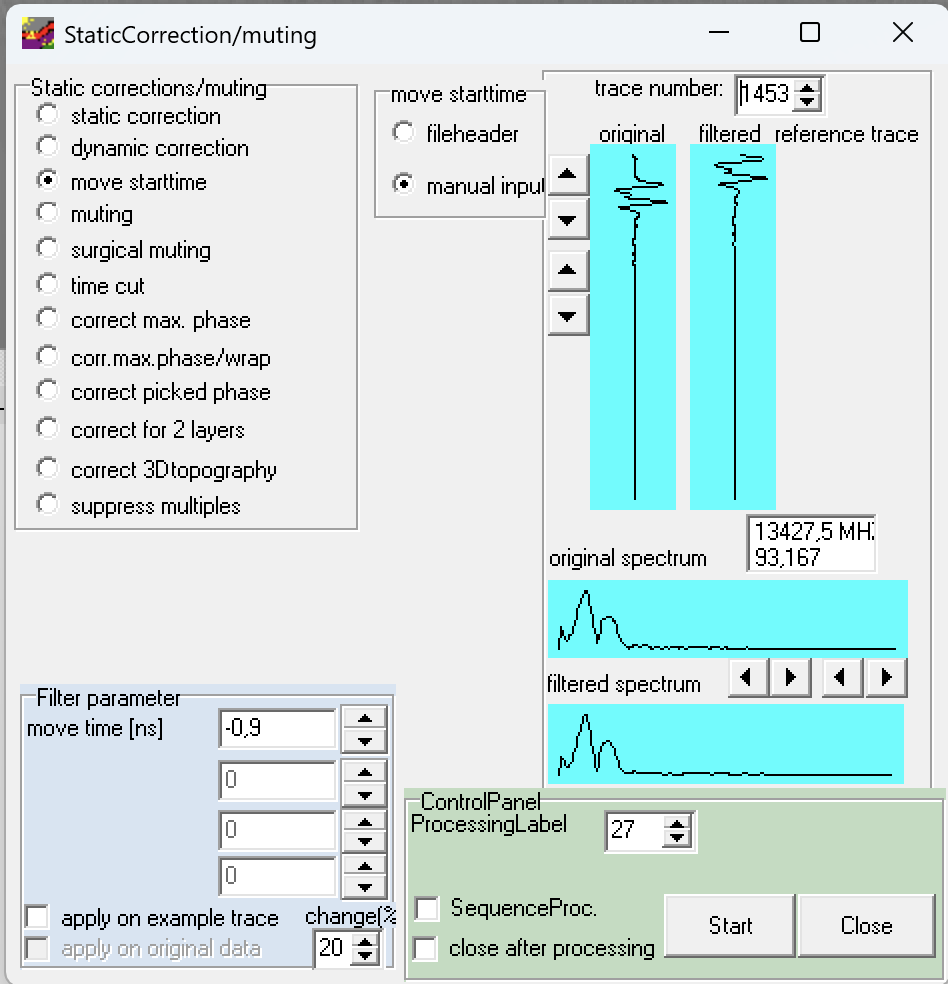 StaticCorrection/muting
Static corrections/muting
static correction
dynamic correction
move starttime
muting
surgical muting
time cut
correct max. phase
corr.max.phase/wrap
correct picked phase
correct for 2 layers
correct 3Dtopography
suppress multiples
move starttime
fileheader
manual input
trace number: 1453
original filtered reference trace
13427,5 MHz
93,167
original spectrum
filtered spectrum
Filter parameter
move time [ns] -0,9
0
0
0
apply on example trace change(%
apply on original data 20
ControlPanel
ProcessingLabel 27
SequenceProc.
close after processing
Start Close